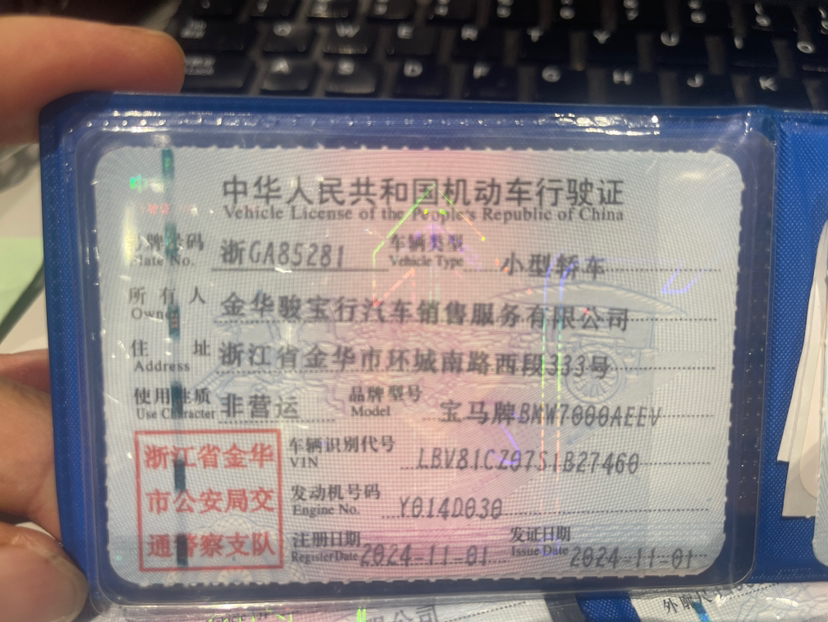 中华人民共和国机动车行驶证
Vehicle License of the People's Republic of China
号牌号码 浙GA85281 车辆类型 小型轿车
Plate No. Vehicle Type
所有人 金华骏宝行汽车销售服务有限公司
Owner
住址 浙江省金华市环城南路西段333号
Address
使用性质 非营运 品牌型号 宝马牌BMW7000AEEV
Use Character Model
浙江省金华
市公安局交
通警察支队
车辆识别代号 LBV81CZ07S1B27460
VIN
发动机号码 Y014D030
Engine No.
注册日期 2024-11-01 发证日期 2024-11-01
Register Date Issue Date
外廓尺